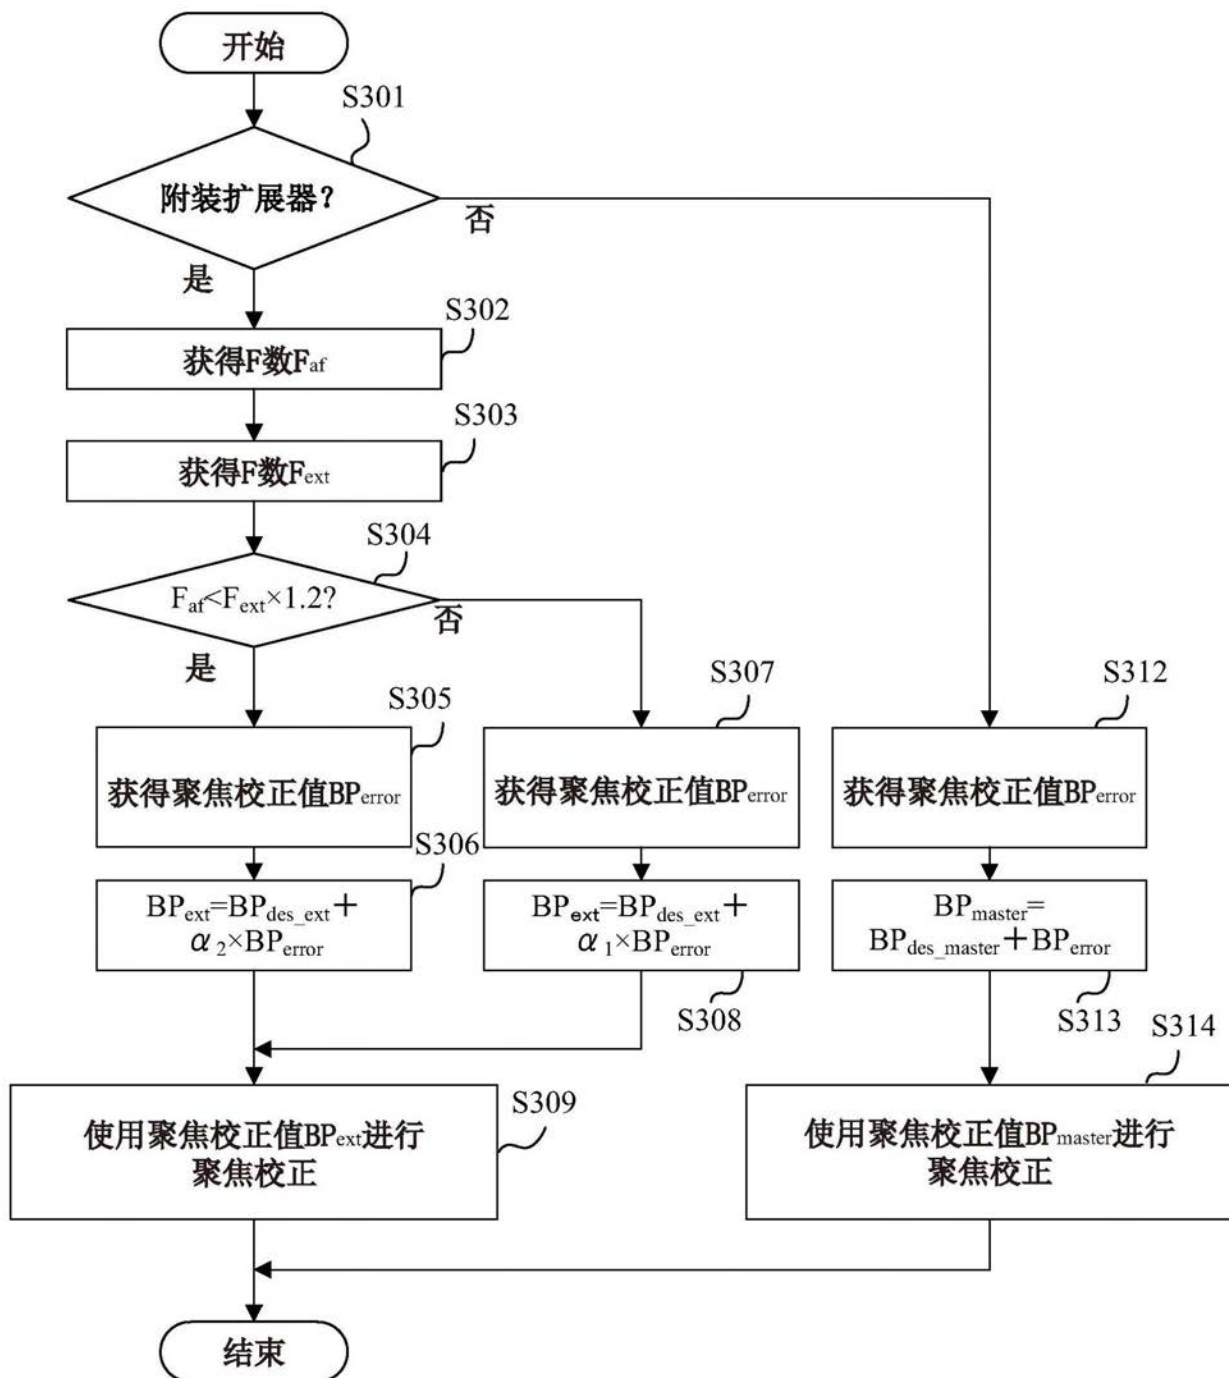 开始
S301
附装扩展器?
否
是
S302
获得F数Faf
S303
获得F数Fext
S304
Faf<Fext×1.2?
否
是
S305
获得聚焦校正值BPerror
S307
获得聚焦校正值BPerror
S312
获得聚焦校正值BPerror
S306
BPext=BPdes_ext+
α2×BPerror
BPext=BPdes_ext+
α1×BPerror
S308
BPmaster=
BPdes_master+BPerror
S313
S309
使用聚焦校正值BPext进行
聚焦校正
S314
使用聚焦校正值BPmaster进行
聚焦校正
结束